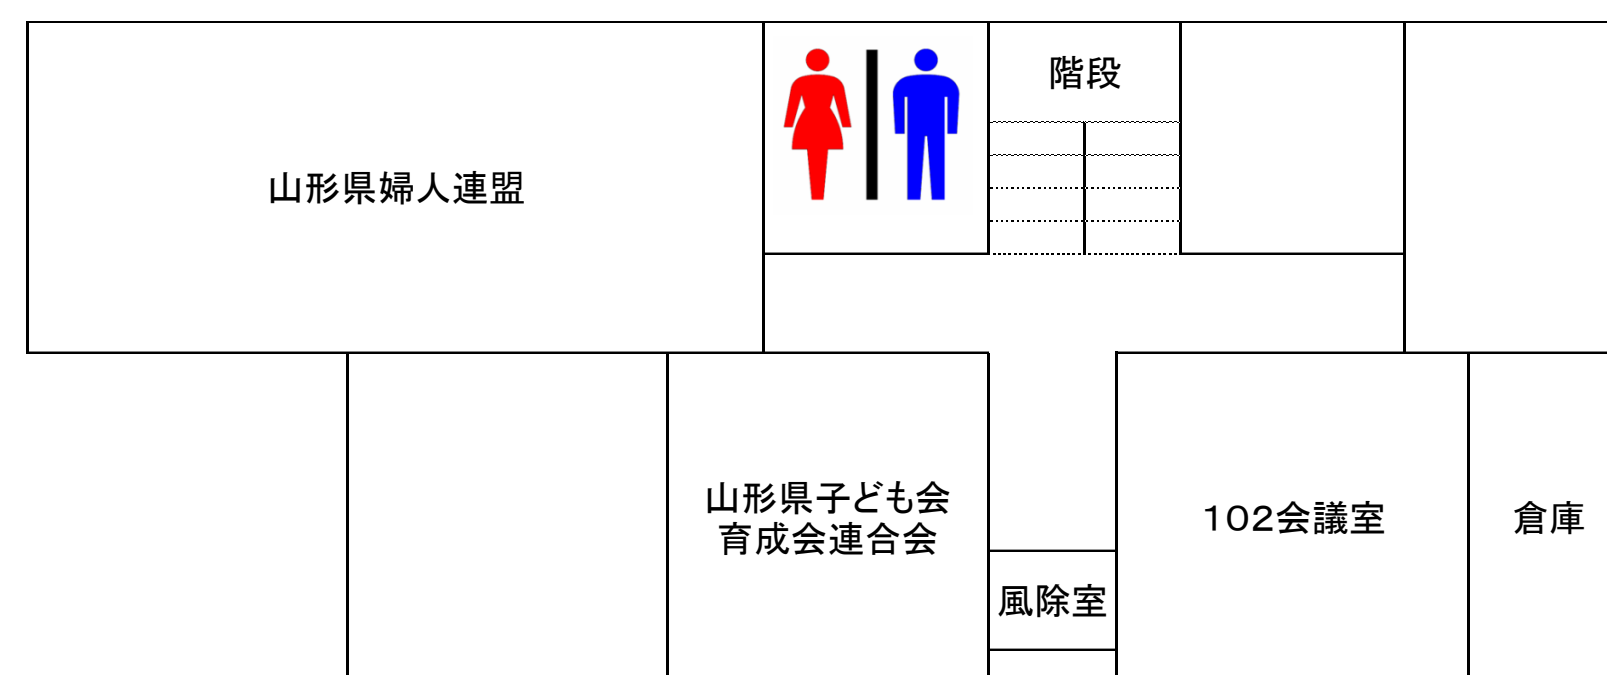 階段
山形県婦人連盟
山形県子ども会
育成会連合会
102会議室
倉庫
風除室